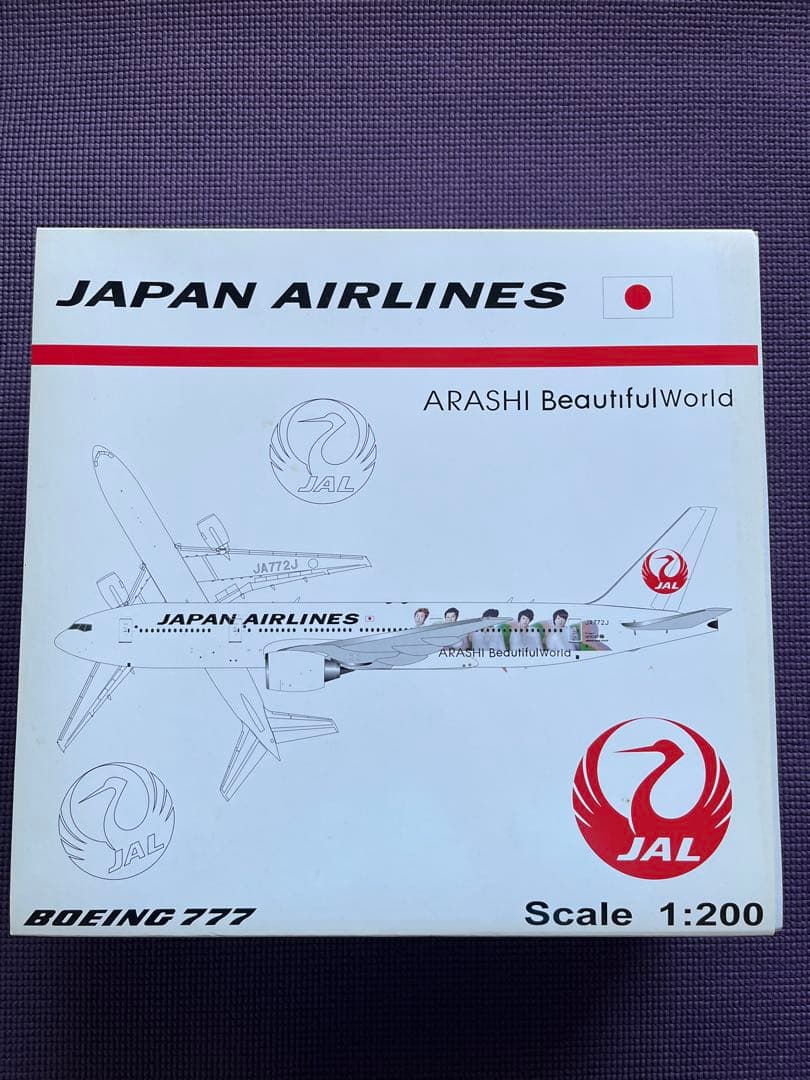 JAPAN AIRLINES
ARASHI BeautifulWorld
JAL
JA772J
JAL
JAPAN AIRLINES
JA772J
ARASHI BeautifulWorld
JAL
JAL
BOEING 777
Scale 1:200